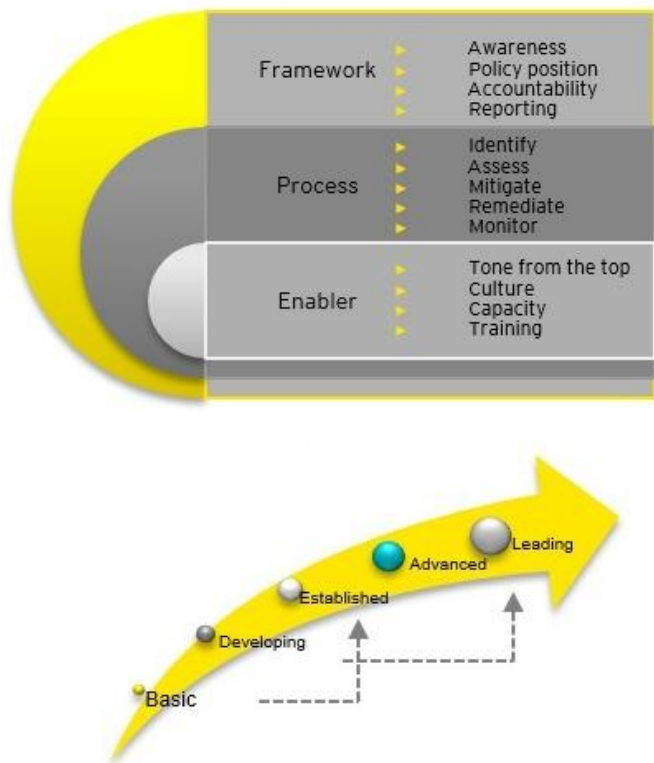 Framework
Awareness
Policy position
Accountability
Reporting
Process
Identify
Assess
Mitigate
Remediate
Monitor
Enabler
Tone from the top
Culture
Capacity
Training
Leading
Advanced
Established
Developing
Basic